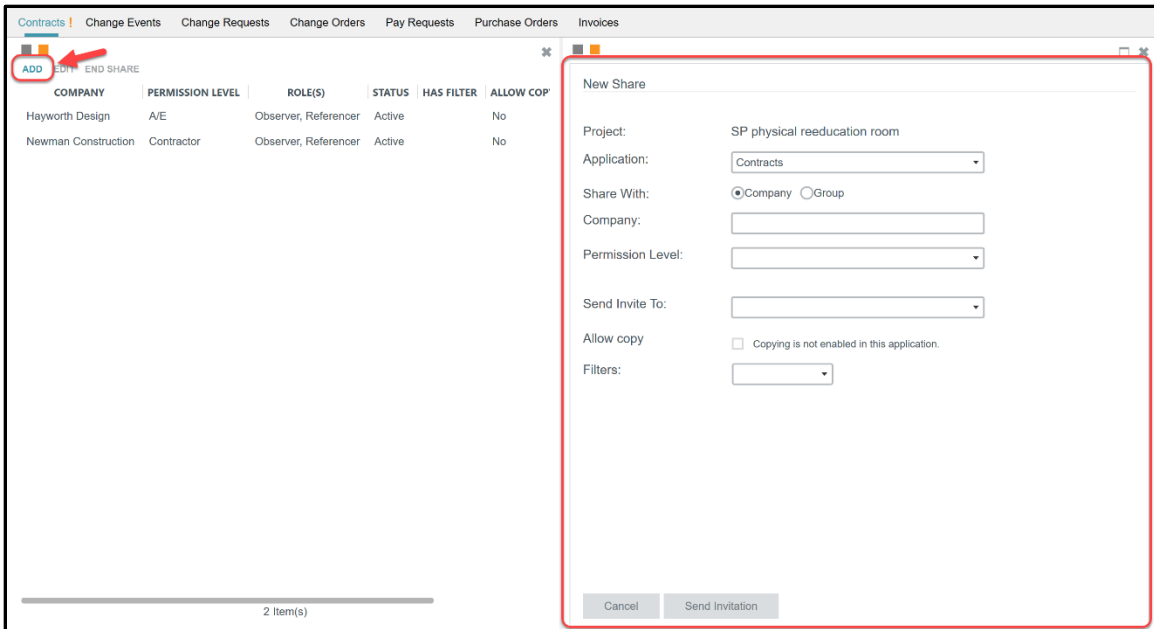 Contracts ! Change Events Change Requests Change Orders Pay Requests Purchase Orders Invoices
ADD EDIT END SHARE
COMPANY PERMISSION LEVEL ROLE(S) STATUS HAS FILTER ALLOW COP
Hayworth Design A/E Observer, Referencer Active No
Newman Construction Contractor Observer, Referencer Active No
2 Item(s)
New Share
Project: SP physical reeducation room
Application: Contracts
Share With: Company Group
Company:
Permission Level:
Send Invite To:
Allow copy Copying is not enabled in this application.
Filters:
Cancel Send Invitation